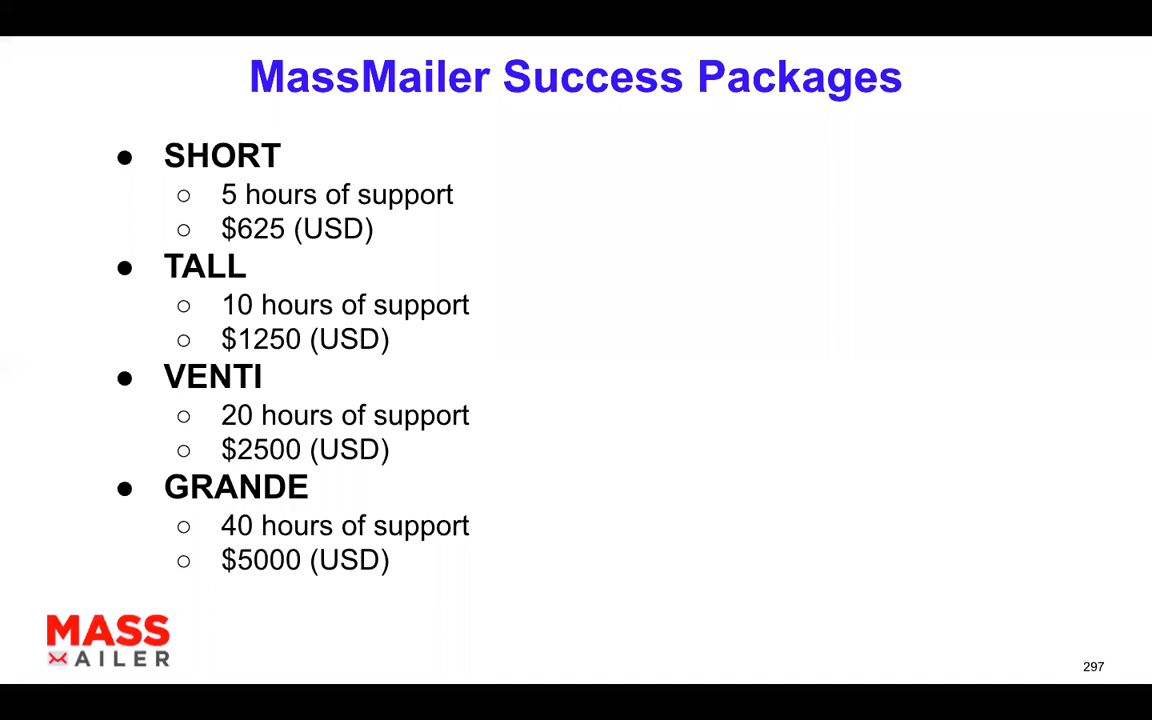 MassMailer Success Packages
● SHORT
○ 5 hours of support
○ $625 (USD)
● TALL
○ 10 hours of support
○ $1250 (USD)
● VENTI
○ 20 hours of support
○ $2500 (USD)
● GRANDE
○ 40 hours of support
○ $5000 (USD)
MASS
AILER
297